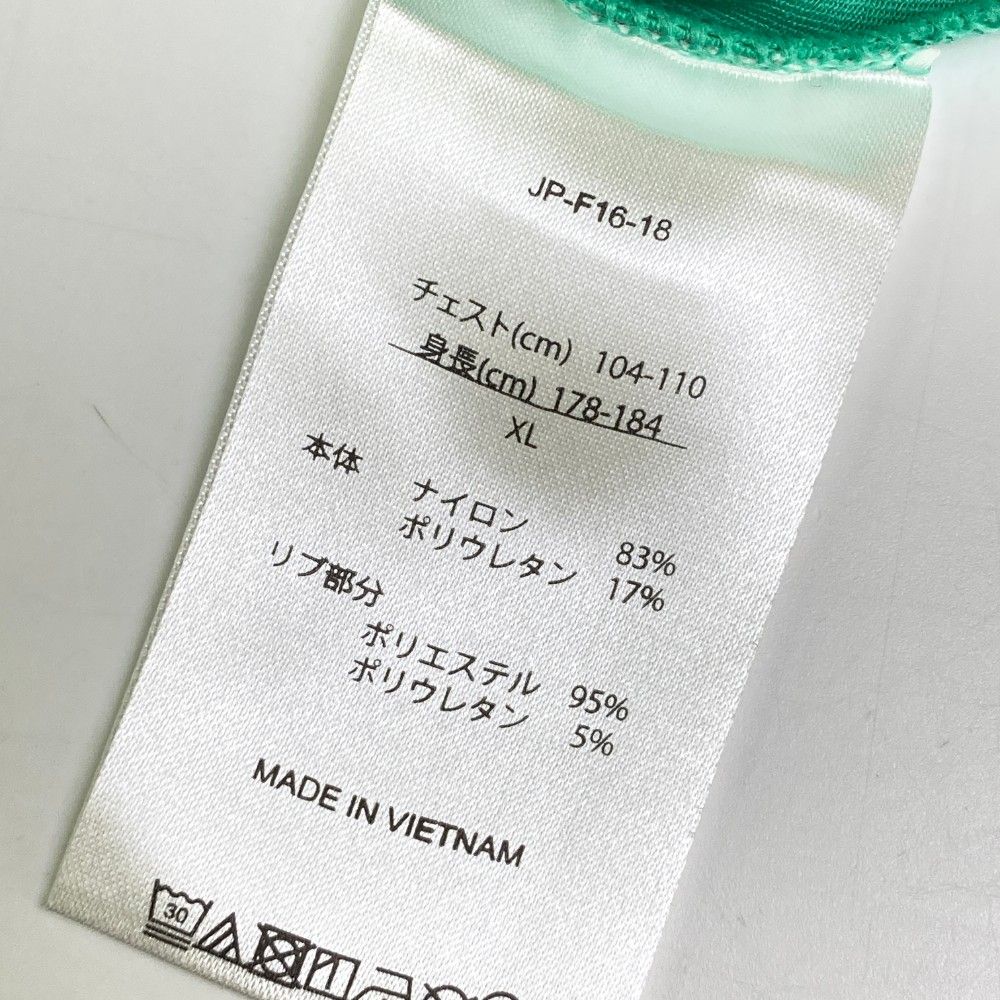 JP-F16-18
チェスト(cm) 104-110
身長(cm) 178-184
XL
本体
ナイロン 83%
ポリウレタン 17%
リブ部分
ポリエステル 95%
ポリウレタン 5%
MADE IN VIETNAM
30